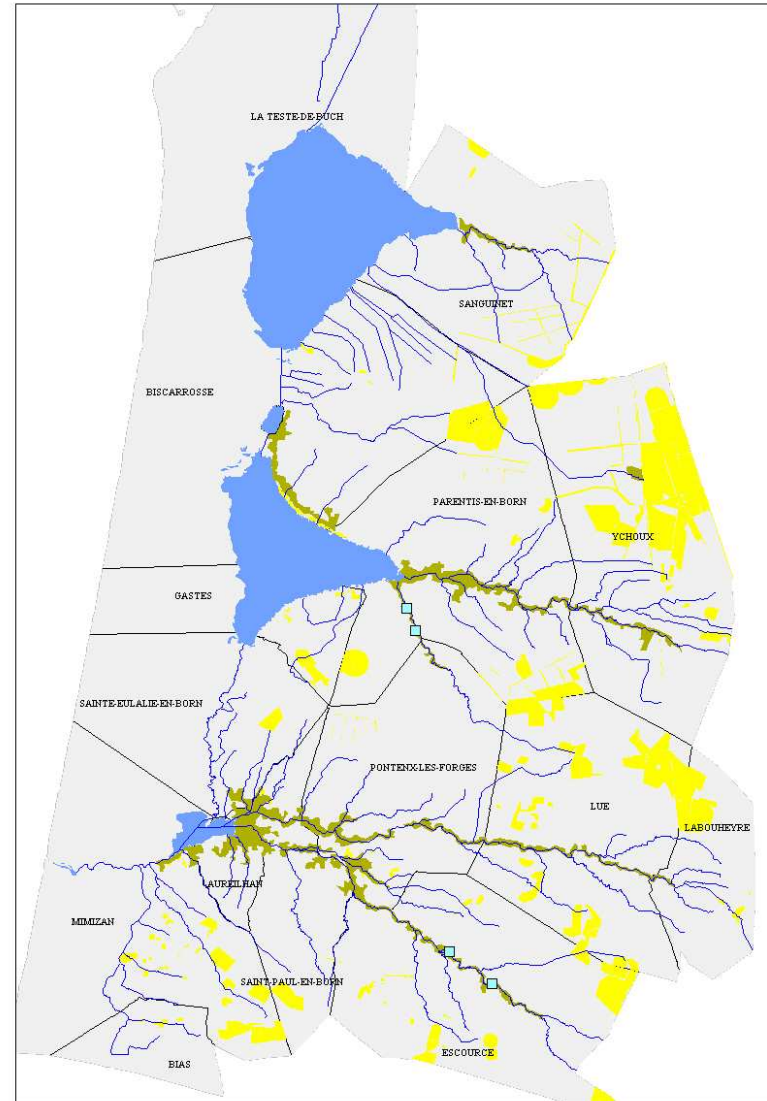 LA TESTE-DE-BUCH
SANGUINET
BISCARROSSE
PARENTIS-EN-BORN
YCHOUX
GASTES
SAINTE-EULALIE-EN-BORN
PONTENX-LES-FORGES
LUE
LABOUHEYRE
AUREILHAN
MIMIZAN
SAINT-PAUL-EN-BORN
ESCOURCE
BIAS